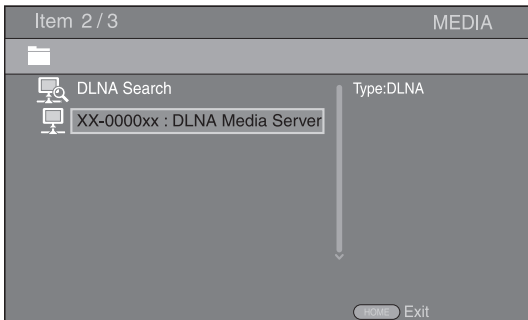 Item 2/3
MEDIA
DLNA Search
Type:DLNA
XX-0000xx : DLNA Media Server
HOME Exit